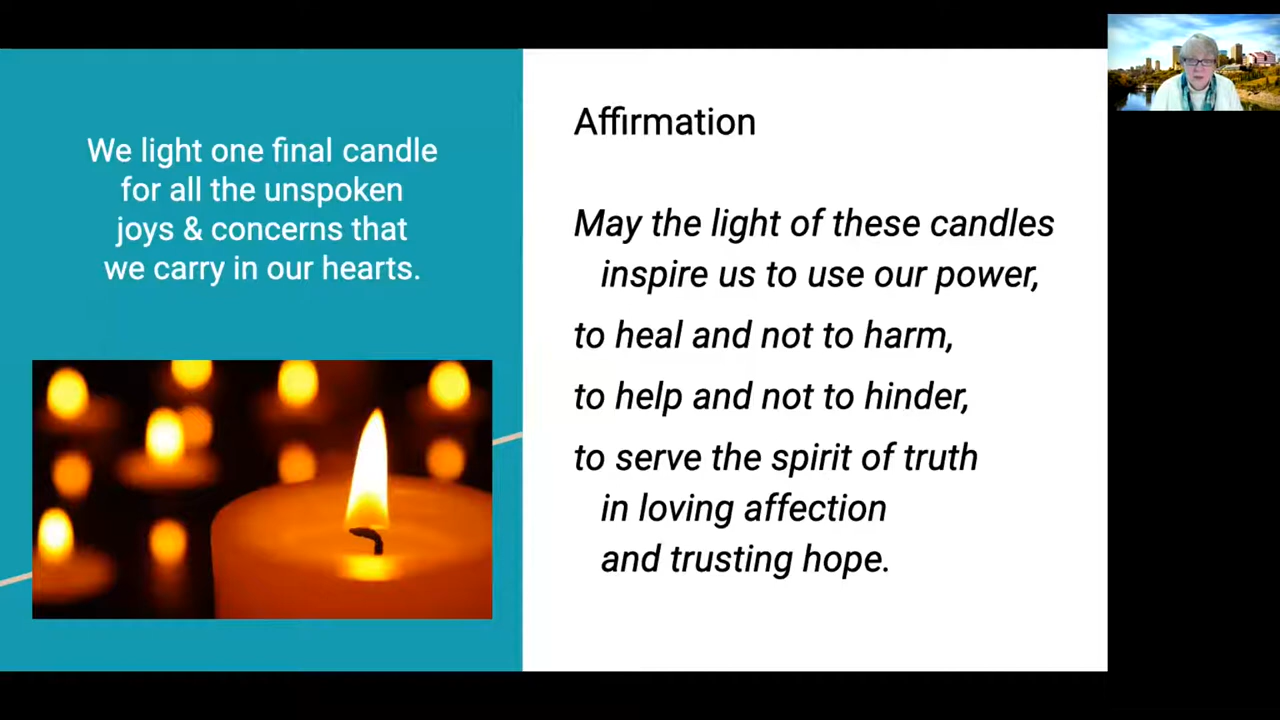 We light one final candle
for all the unspoken
joys & concerns that
we carry in our hearts.
Affirmation
May the light of these candles
inspire us to use our power,
to heal and not to harm,
to help and not to hinder,
to serve the spirit of truth
in loving affection
and trusting hope.